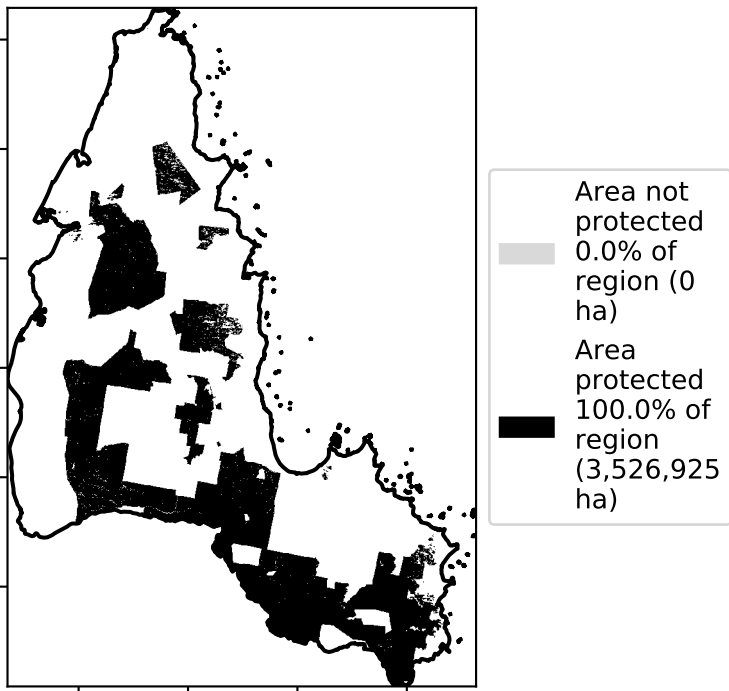 Area not
protected
0.0% of
region (0
ha)
Area
protected
100.0% of
region
(3,526,925
ha)